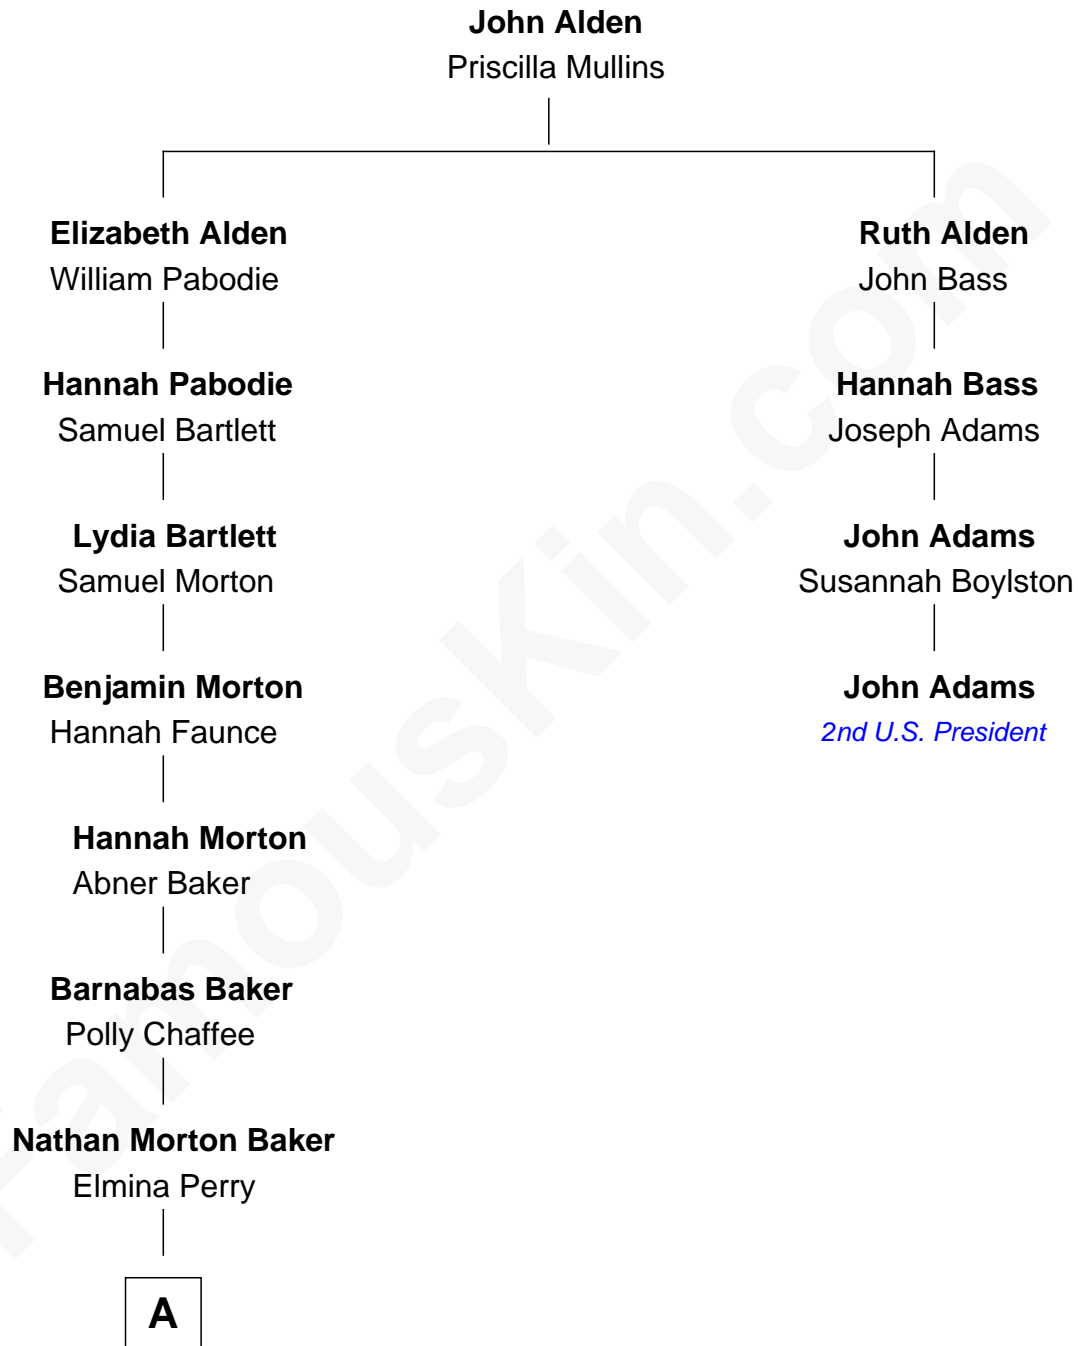 John Alden
Priscilla Mullins
Elizabeth Alden
William Pabodie
Ruth Alden
John Bass
Hannah Pabodie
Samuel Bartlett
Hannah Bass
Joseph Adams
Lydia Bartlett
Samuel Morton
John Adams
Susannah Boylston
Benjamin Morton
Hannah Faunce
John Adams
2nd U.S. President
Hannah Morton
Abner Baker
Barnabas Baker
Polly Chaffee
Nathan Morton Baker
Elmina Perry
A
FamousKin.com